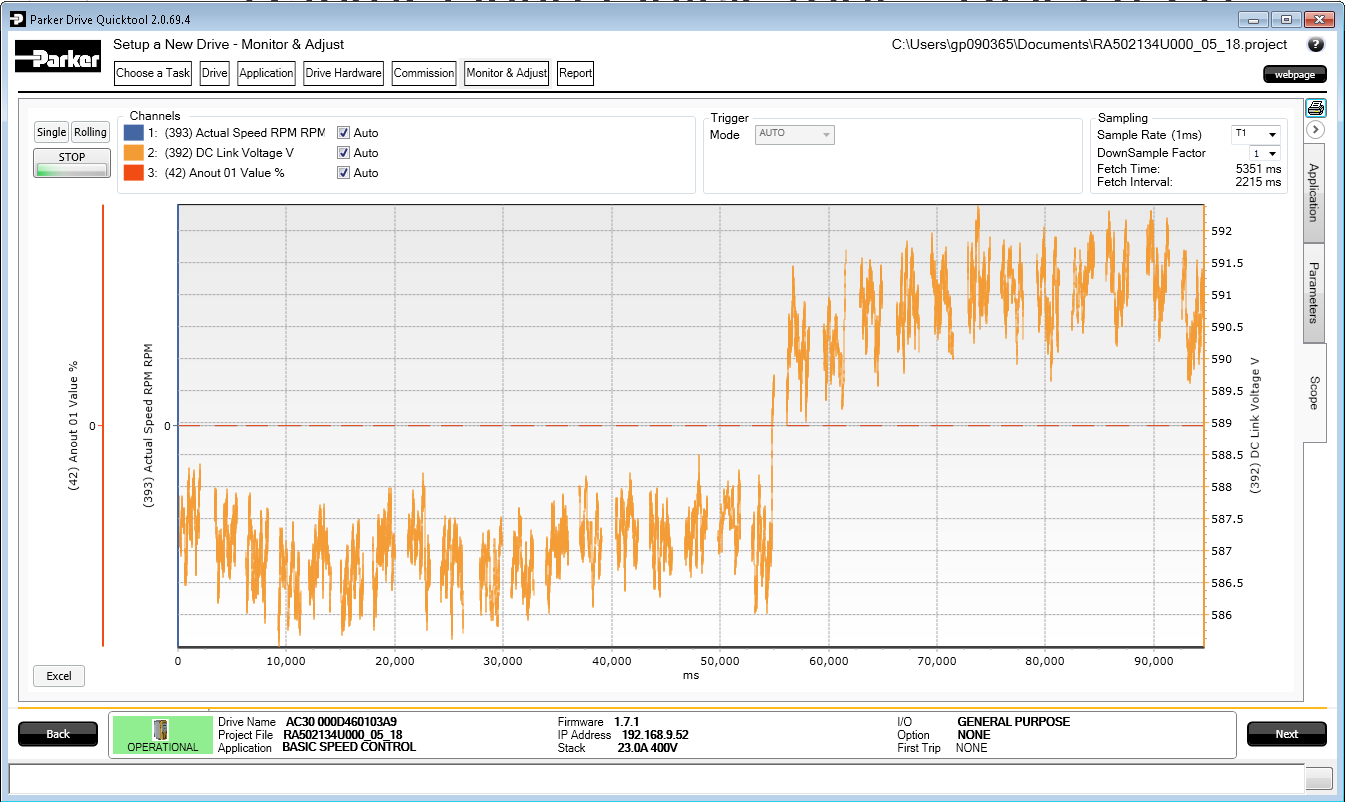 Parker Drive Quicktool 2.0.69.4
Parker
Setup a New Drive - Monitor & Adjust
C:\Users\gp090365\Documents\RA502134U000_05_18.project
?
Choose a Task Drive Application Drive Hardware Commission Monitor & Adjust Report
webpage
Single Rolling
STOP
Channels
1: (393) Actual Speed RPM RPM Auto
2: (392) DC Link Voltage V Auto
3: (42) Anout 01 Value % Auto
Trigger
Mode AUTO
Sampling
Sample Rate (1ms) T1
DownSample Factor 1
Fetch Time: 5351 ms
Fetch Interval: 2215 ms
Application
Parameters
Scope
(42) Anout 01 Value %
0
(393) Actual Speed RPM RPM
0
592
591.5
591
590.5
590
589.5
589
588.5
588
587.5
587
586.5
586
(392) DC Link Voltage V
0 10,000 20,000 30,000 40,000 50,000 60,000 70,000 80,000 90,000
ms
Excel
Back
OPERATIONAL
Drive Name AC30 000D460103A9
Project File RA502134U000_05_18
Application BASIC SPEED CONTROL
Firmware 1.7.1
IP Address 192.168.9.52
Stack 23.0A 400V
I/O GENERAL PURPOSE
Option NONE
First Trip NONE
Next